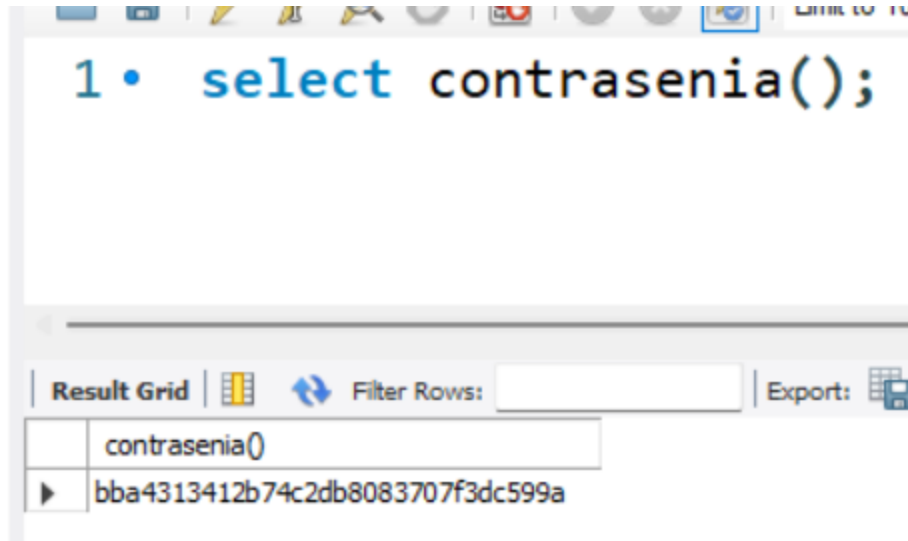 1 select contrasenia();
Result Grid Filter Rows: Export:
contrasenia()
bba4313412b74c2db8083707f3dc599a